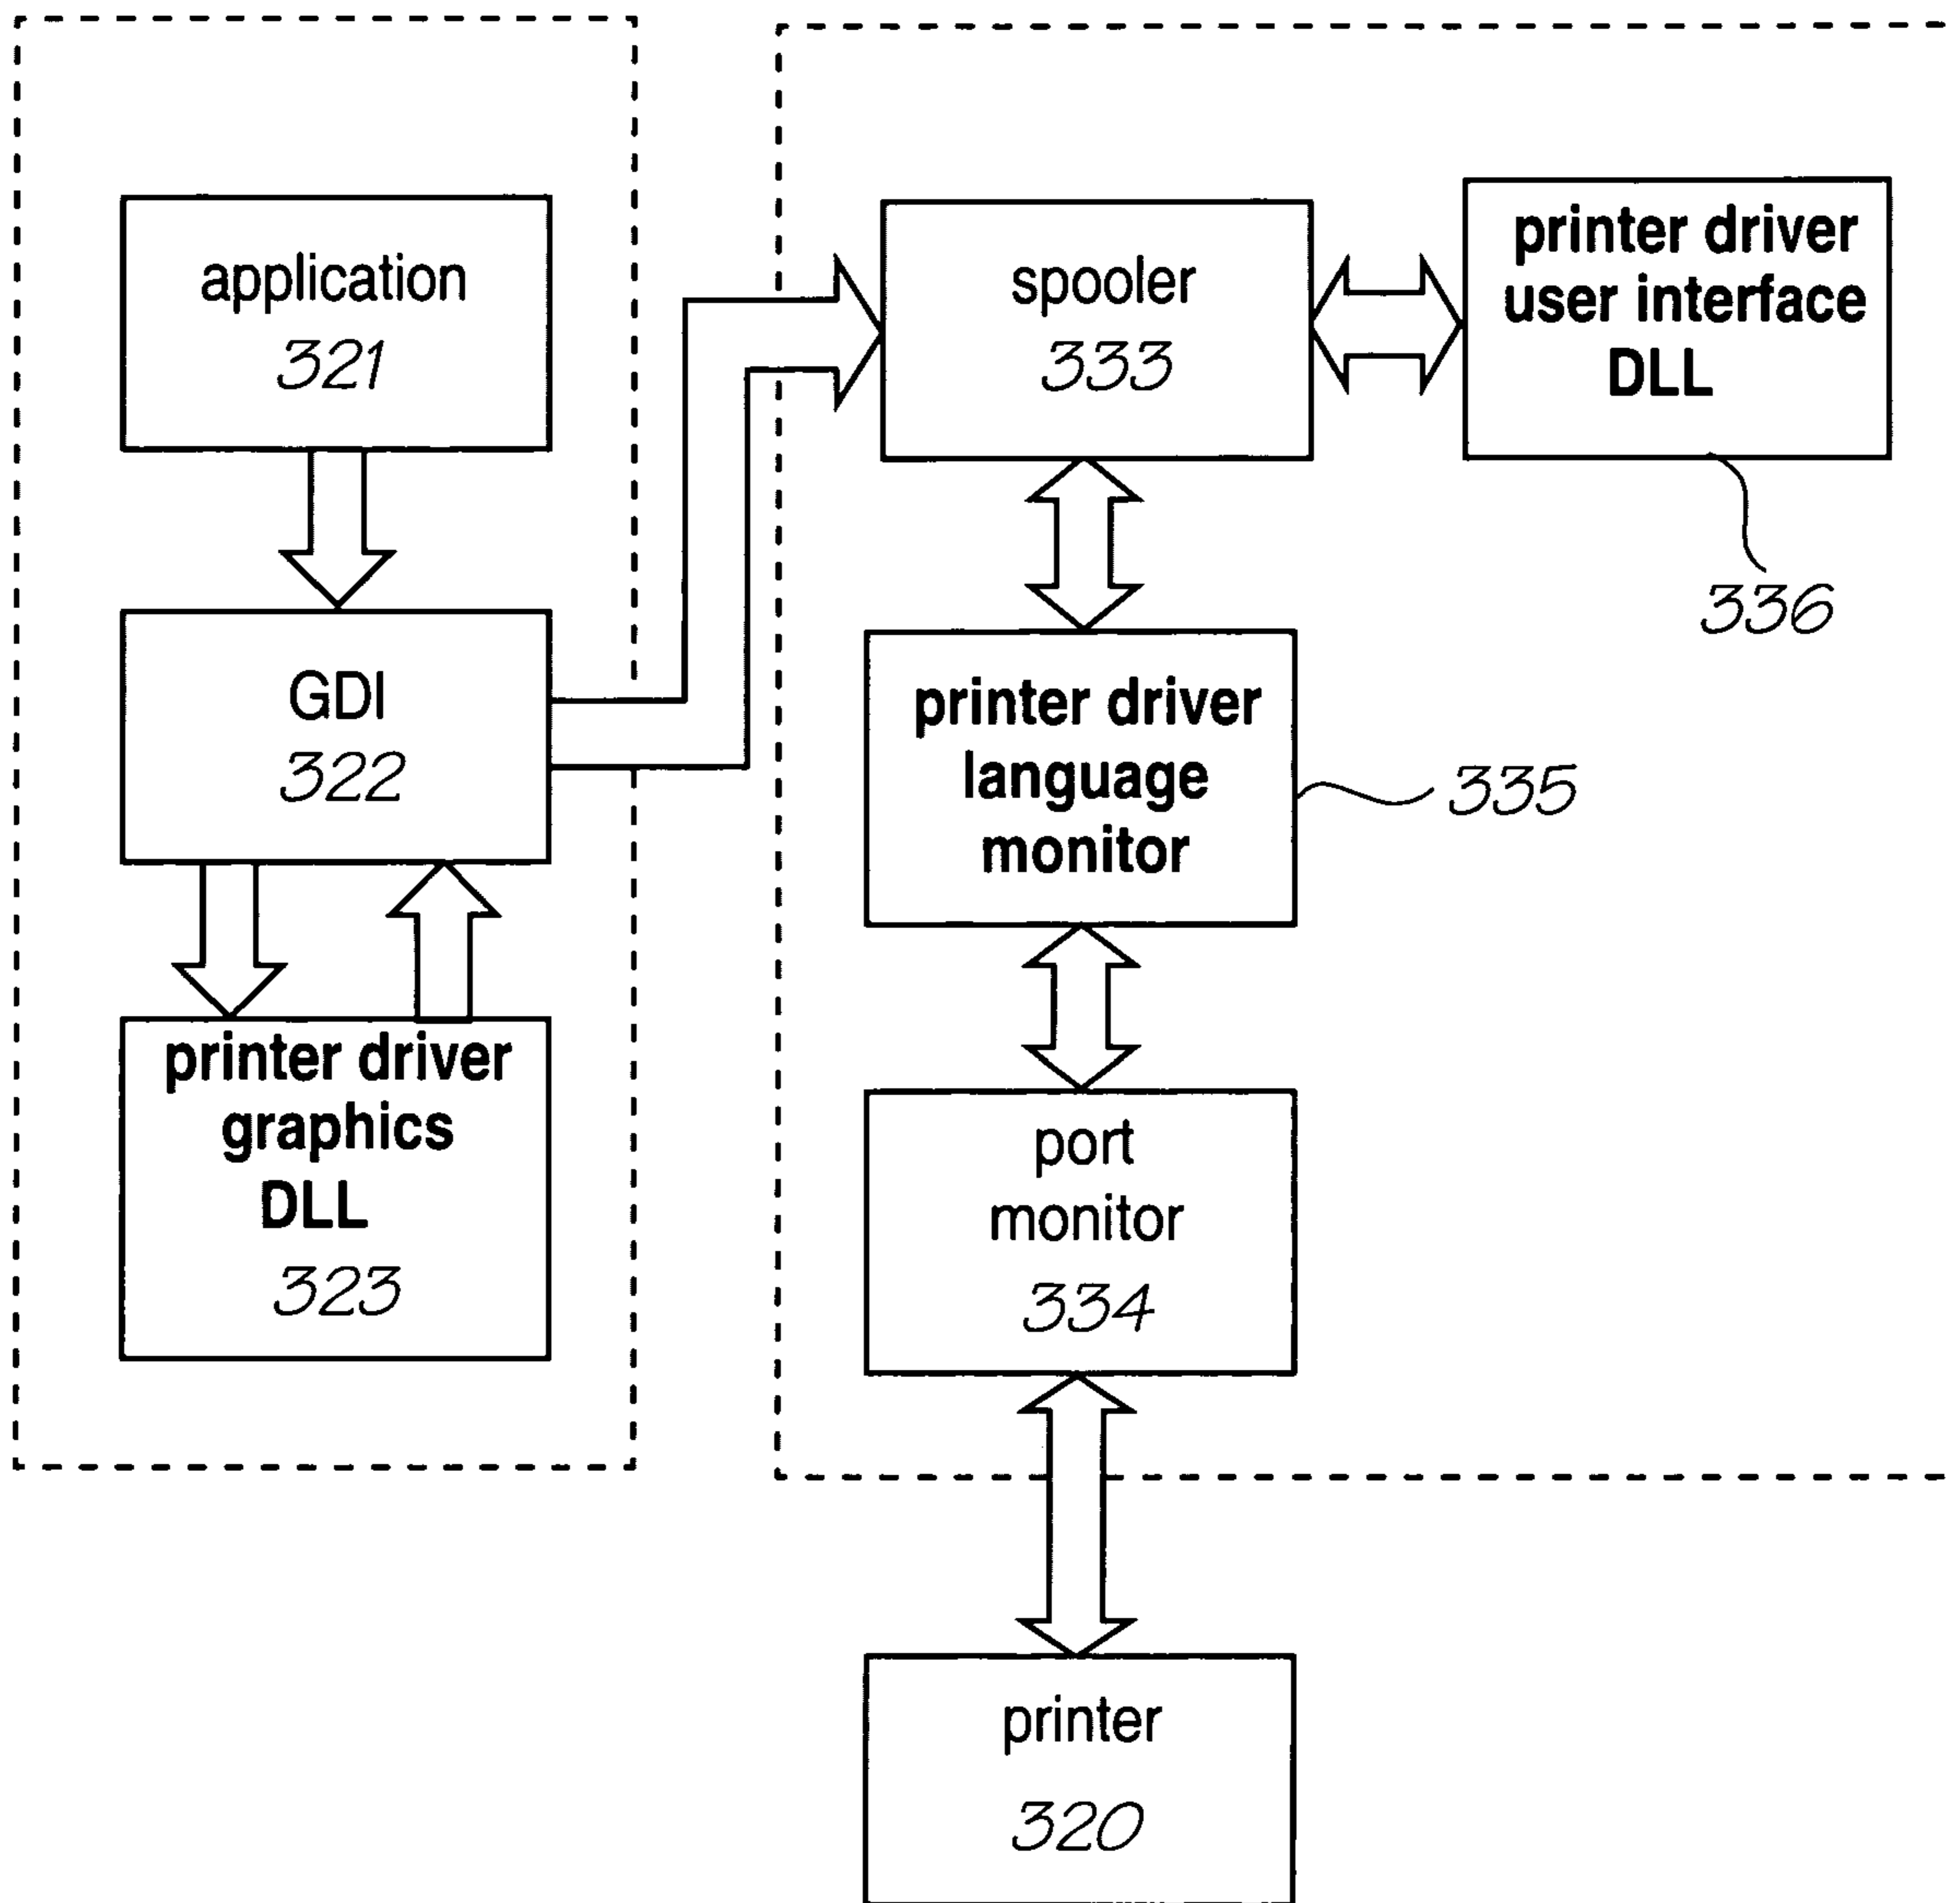 application
321
GDI
322
printer driver
graphics
DLL
323
spooler
333
printer driver
user interface
DLL
336
printer driver
language
monitor
335
port
monitor
334
printer
320